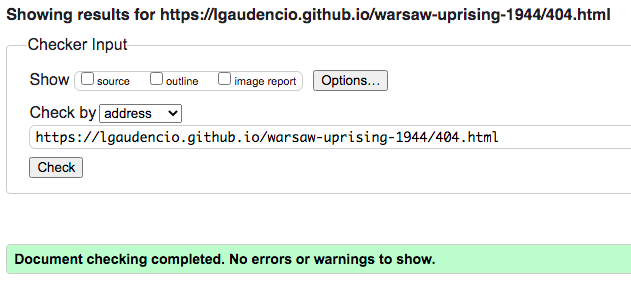 Showing results for https://lgaudencio.github.io/warsaw-uprising-1944/404.html
Checker Input
Show source outline image report Options...
Check by address
https://lgaudencio.github.io/warsaw-uprising-1944/404.html
Check
Document checking completed. No errors or warnings to show.